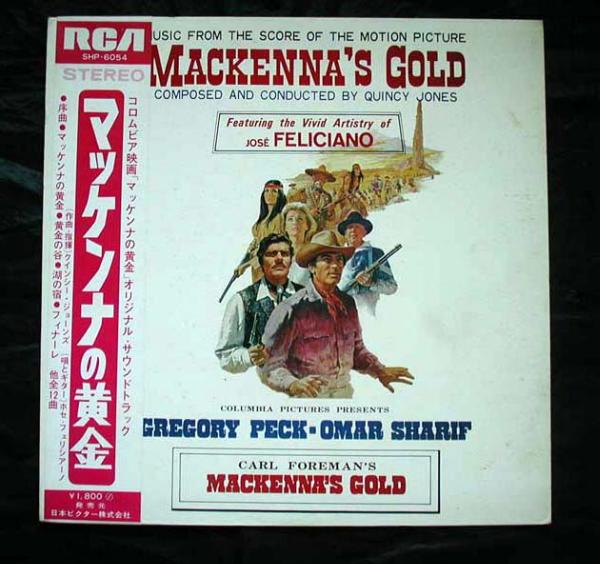 RCA
SHP-6054
STEREO
マッケンナの黄金
コロムビア映画「マッケンナの黄金」オリジナル・サウンドトラック
(作曲・指揮)クインシー・ジョーンズ (唄とギター)ホセ・フェリシアーノ
●序曲●マッケンナの黄金●黄金の谷●湖の宿●フィナーレ 他全12曲
¥1,800
発売元
日本ビクター株式会社
USIC FROM THE SCORE OF THE MOTION PICTURE
MACKENNA'S GOLD
COMPOSED AND CONDUCTED BY QUINCY JONES
Featuring the Vivid Artistry of
JOSÉ FELICIANO
COLUMBIA PICTURES PRESENTS
GREGORY PECK-OMAR SHARIF
CARL FOREMAN'S
MACKENNA'S GOLD